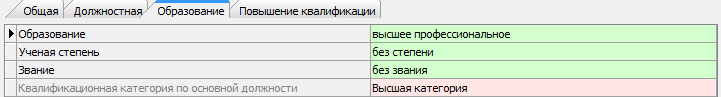 Общая Должностная Образование Повышение квалификации
Образование высшее профессиональное
Ученая степень без степени
Звание без звания
Квалификационная категория по основной должности Высшая категория